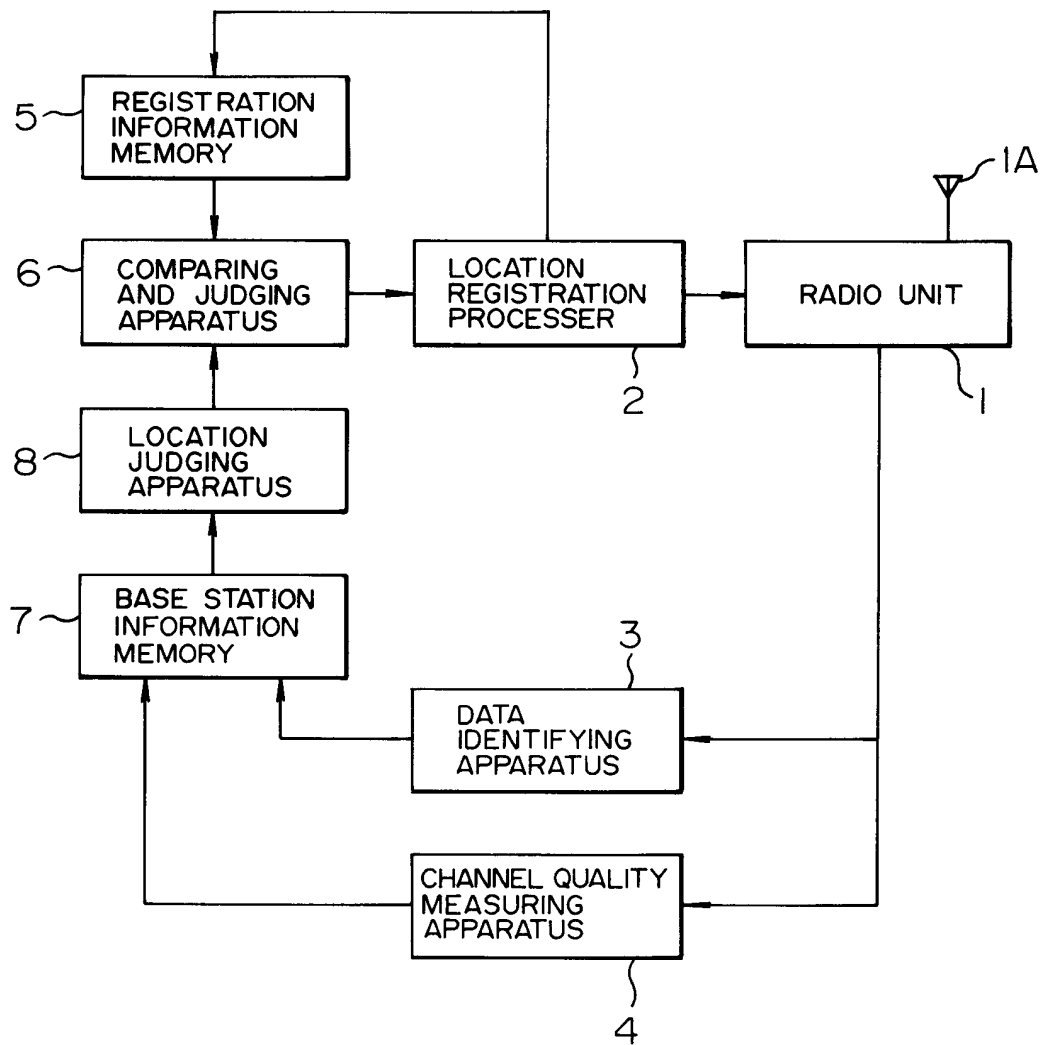 5
REGISTRATION
INFORMATION
MEMORY
1A
6
COMPARING
AND JUDGING
APPARATUS
LOCATION
REGISTRATION
PROCESSER
RADIO UNIT
2
1
8
LOCATION
JUDGING
APPARATUS
7
BASE STATION
INFORMATION
MEMORY
3
DATA
IDENTIFYING
APPARATUS
CHANNEL QUALITY
MEASURING
APPARATUS
4